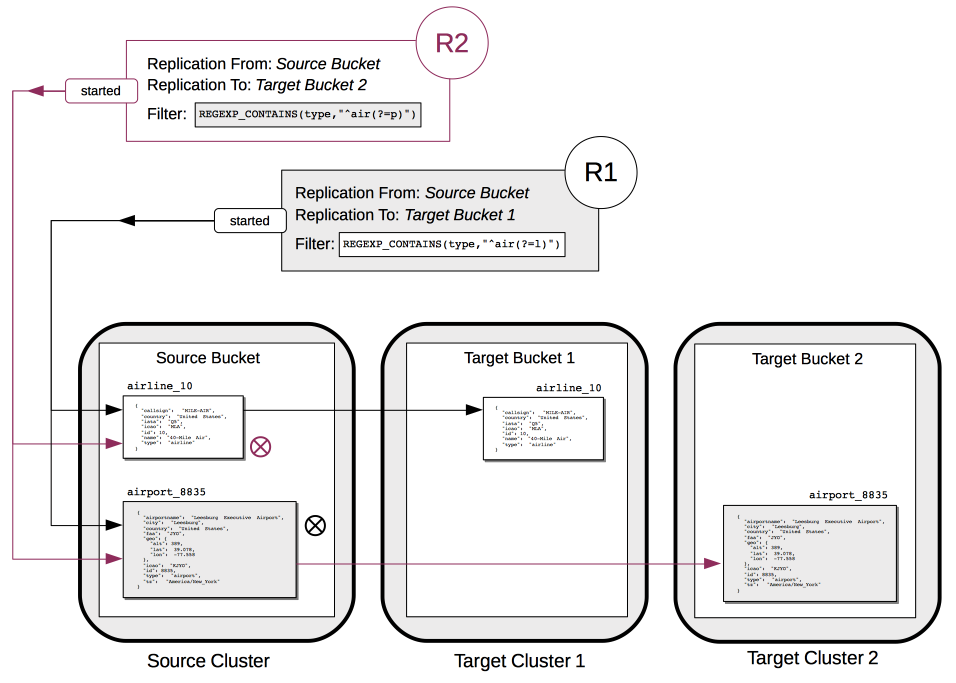 R2
Replication From: Source Bucket
Replication To: Target Bucket 2
Filter: REGEXP_CONTAINS(type,"^air(?=p)")
started
R1
Replication From: Source Bucket
Replication To: Target Bucket 1
Filter: REGEXP_CONTAINS(type,"^air(?=l)")
started
Source Bucket
airline_10
{
"callsign": "MILE-AIR",
"country": "United States",
"iata": "Q5",
"icao": "MLA",
"id": 10,
"name": "40-Mile Air",
"type": "airline"
}
airport_8835
{
"airportname": "Leesburg Executive Airport",
"city": "Leesburg",
"country": "United States",
"faa": "JYO",
"geo": {
"alt": 389,
"lat": 39.078,
"lon": -77.558
},
"icao": "KJYO",
"id": 8835,
"type": "airport",
"tz": "America/New_York"
}
Source Cluster
Target Bucket 1
airline_10
{
"callsign": "MILE-AIR",
"country": "United States",
"iata": "Q5",
"icao": "MLA",
"id": 10,
"name": "40-Mile Air",
"type": "airline"
}
Target Cluster 1
Target Bucket 2
airport_8835
{
"airportname": "Leesburg Executive Airport",
"city": "Leesburg",
"country": "United States",
"faa": "JYO",
"geo": {
"alt": 389,
"lat": 39.078,
"lon": -77.558
},
"icao": "KJYO",
"id": 8835,
"type": "airport",
"tz": "America/New_York"
}
Target Cluster 2